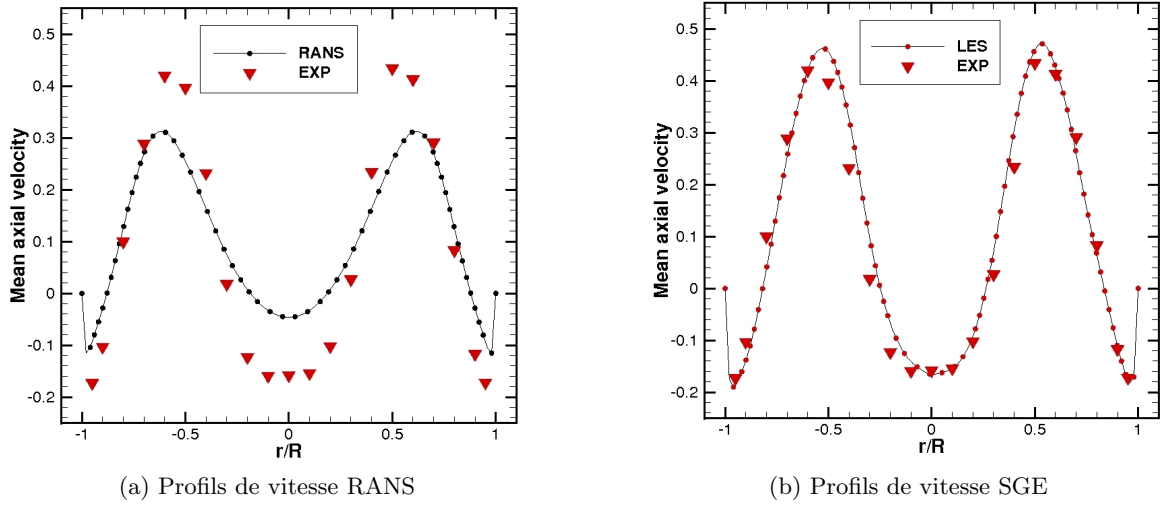 0.5
0.4
0.3
0.2
0.1
0
-0.1
-0.2
Mean axial velocity
RANS
EXP
-1
-0.5
0
0.5
1
r/R
(a) Profils de vitesse RANS
0.5
0.4
0.3
0.2
0.1
0
-0.1
-0.2
Mean axial velocity
LES
EXP
-1
-0.5
0
0.5
1
r/R
(b) Profils de vitesse SGE